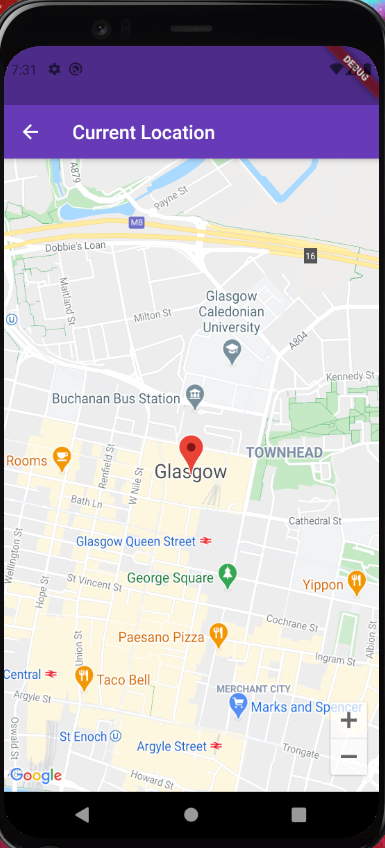 7:31
DEBUG
Current Location
A879
Payne St
M8
Dobbie's Loan
16
Maitland St
Glasgow
Caledonian
University
Milton St
A804
Kennedy St
Buchanan Bus Station
Rooms
Renfield St
Glasgow
TOWNHEAD
W Nile St
Bath Ln
Cathedral St
Wellington St
Glasgow Queen Street
Hope St
St Vincent St
George Square
Yippon
Cochrane St
Albion St
Paesano Pizza
Union St
Ingram St
Central
Taco Bell
MERCHANT CITY
Argyle St
Marks and Spencer
Oswald St
St Enoch
U
Argyle Street
Trongate
Google
Howard St